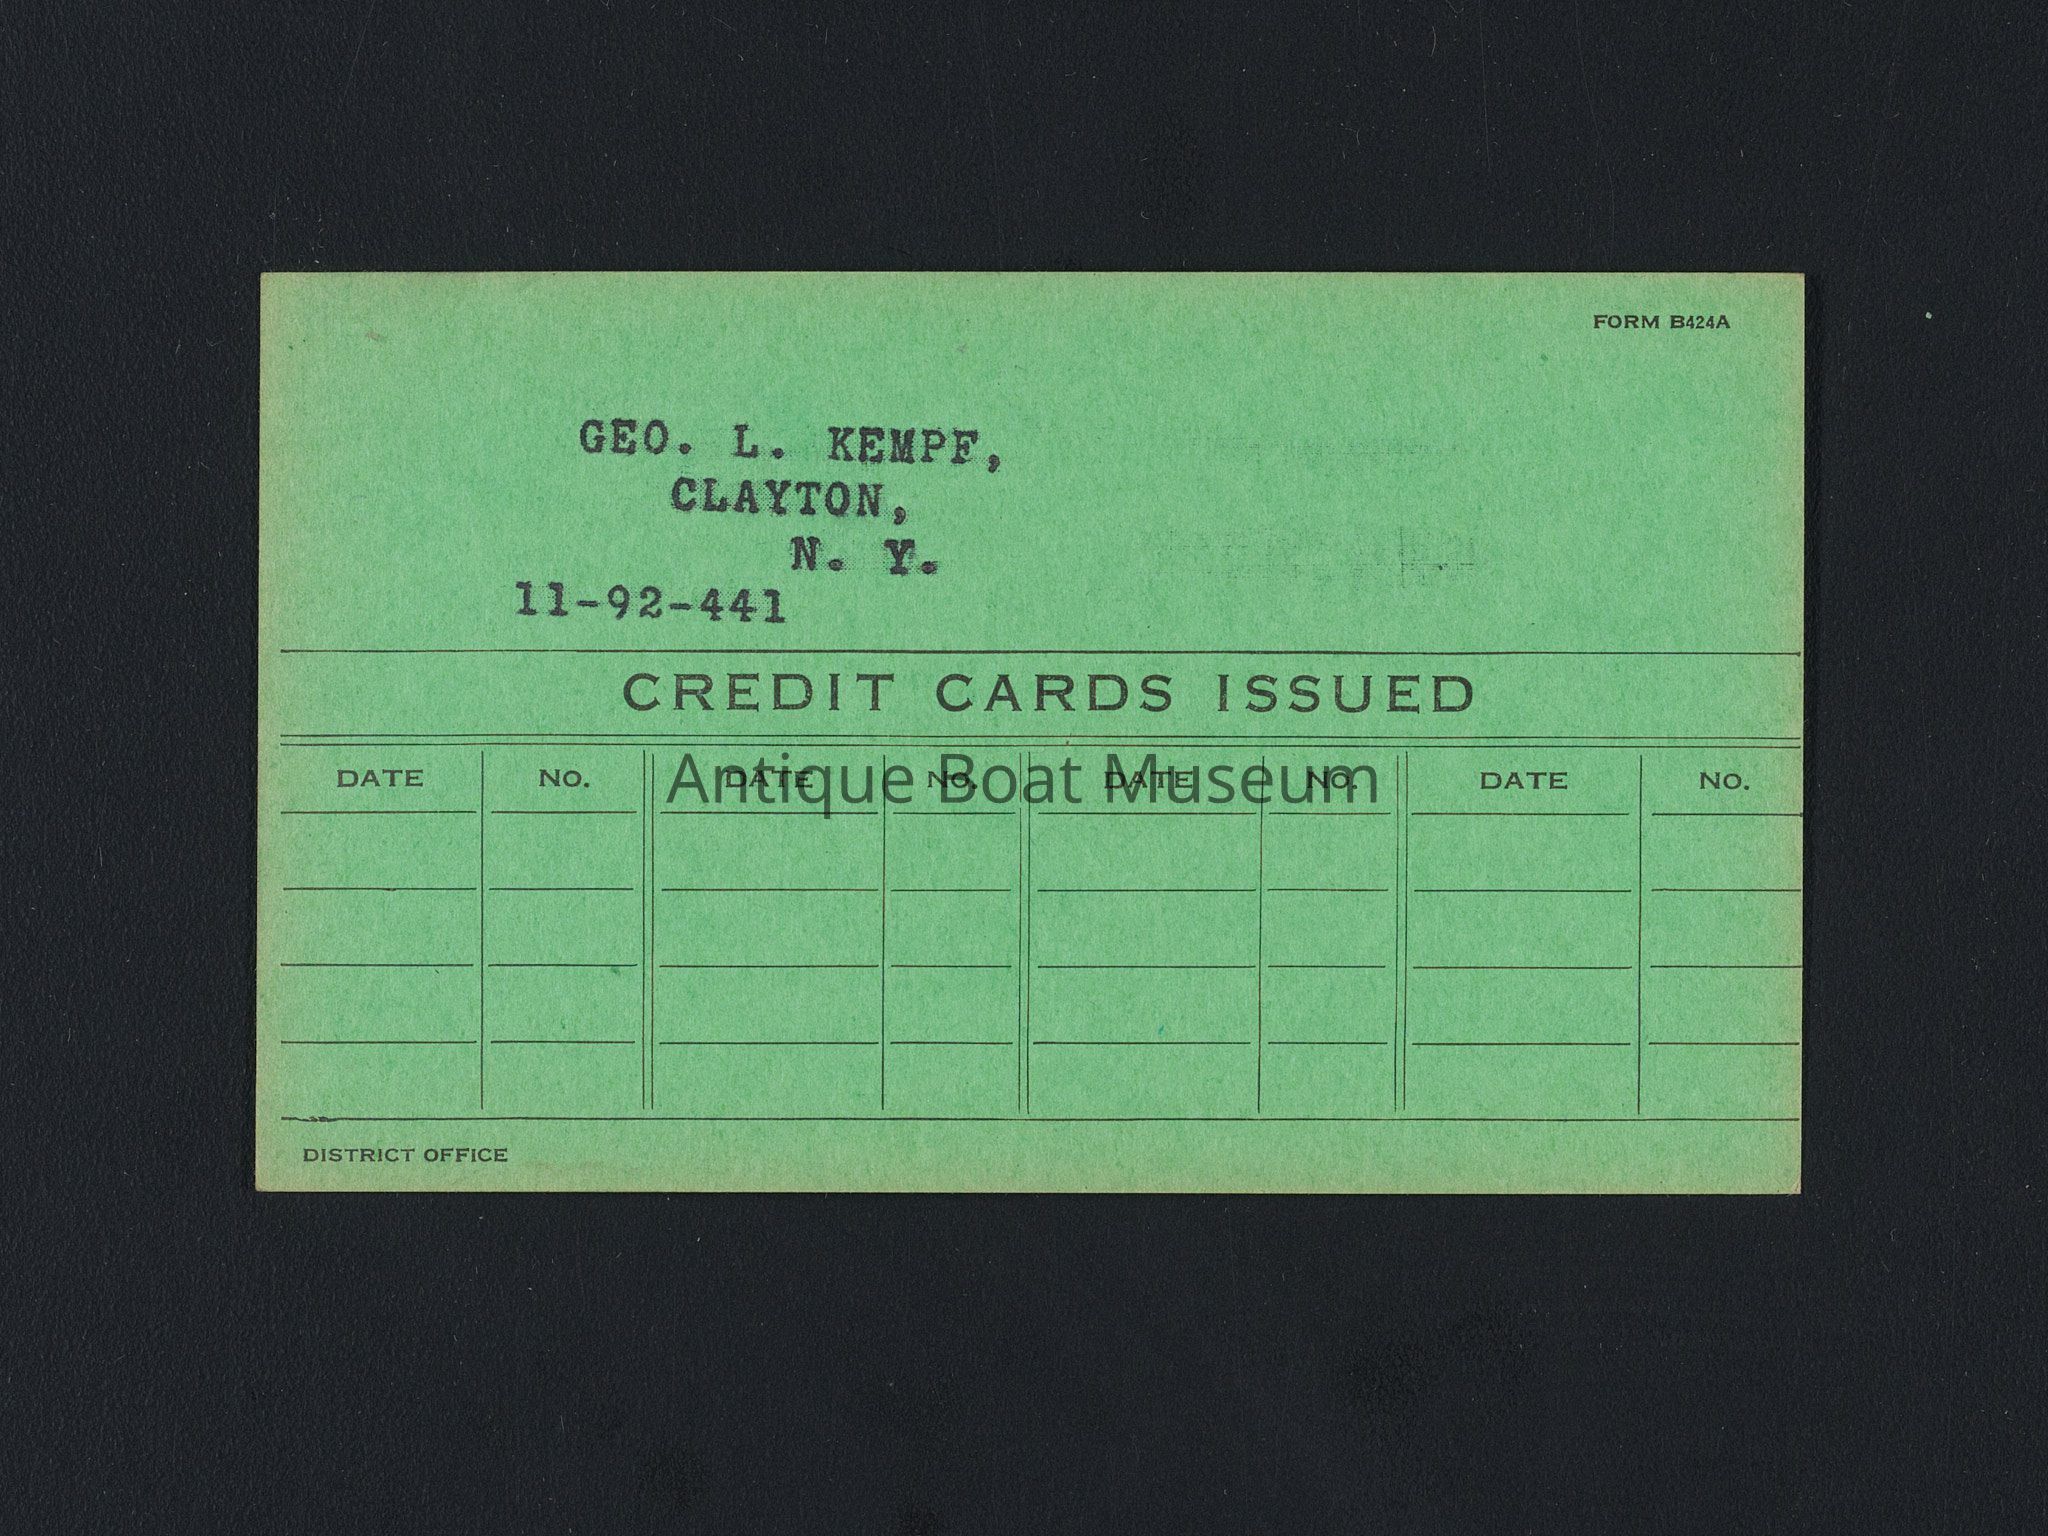 FORM B424A
GEO. L. KEMPF,
CLAYTON,
N. Y.
11-92-441
CREDIT CARDS ISSUED
DATE NO. DATE NO. DATE NO. DATE NO.
Antique Boat Museum
DISTRICT OFFICE